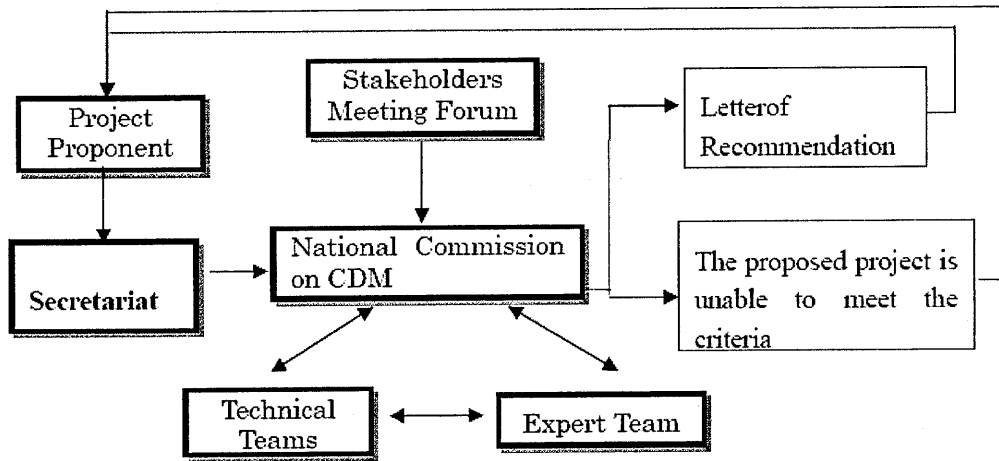 Project
Proponent
Stakeholders
Meeting Forum
Letterof
Recommendation
Secretariat
National Commission
on CDM
The proposed project is
unable to meet the
criteria
Technical
Teams
Expert Team